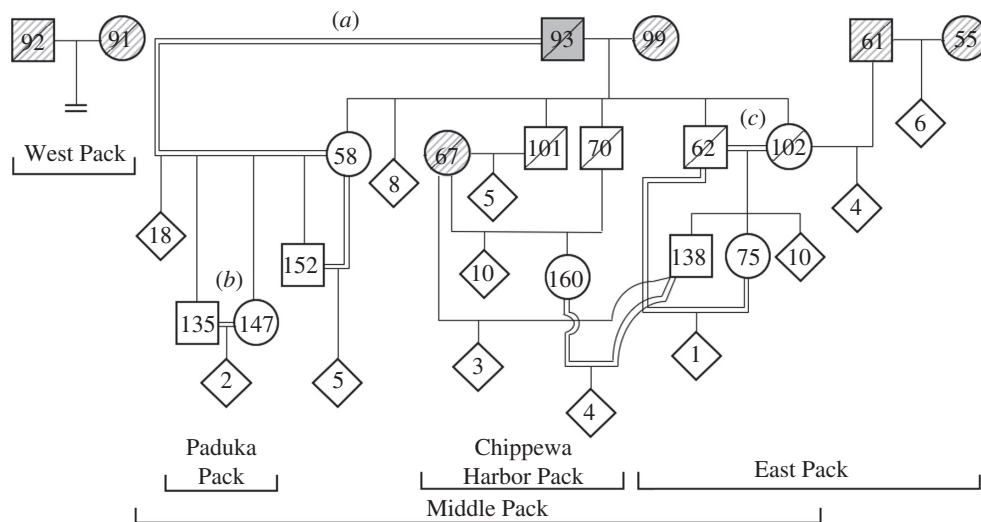 (a)
92 91 93 99 61 55
(c)
58 8 67 101 70 62 102 6
West Pack
5 4
18 152 10 160 138 75 10
(b)
135 147
2 5 3 1
4
Paduka
Pack
Chippewa
Harbor Pack
East Pack
Middle Pack